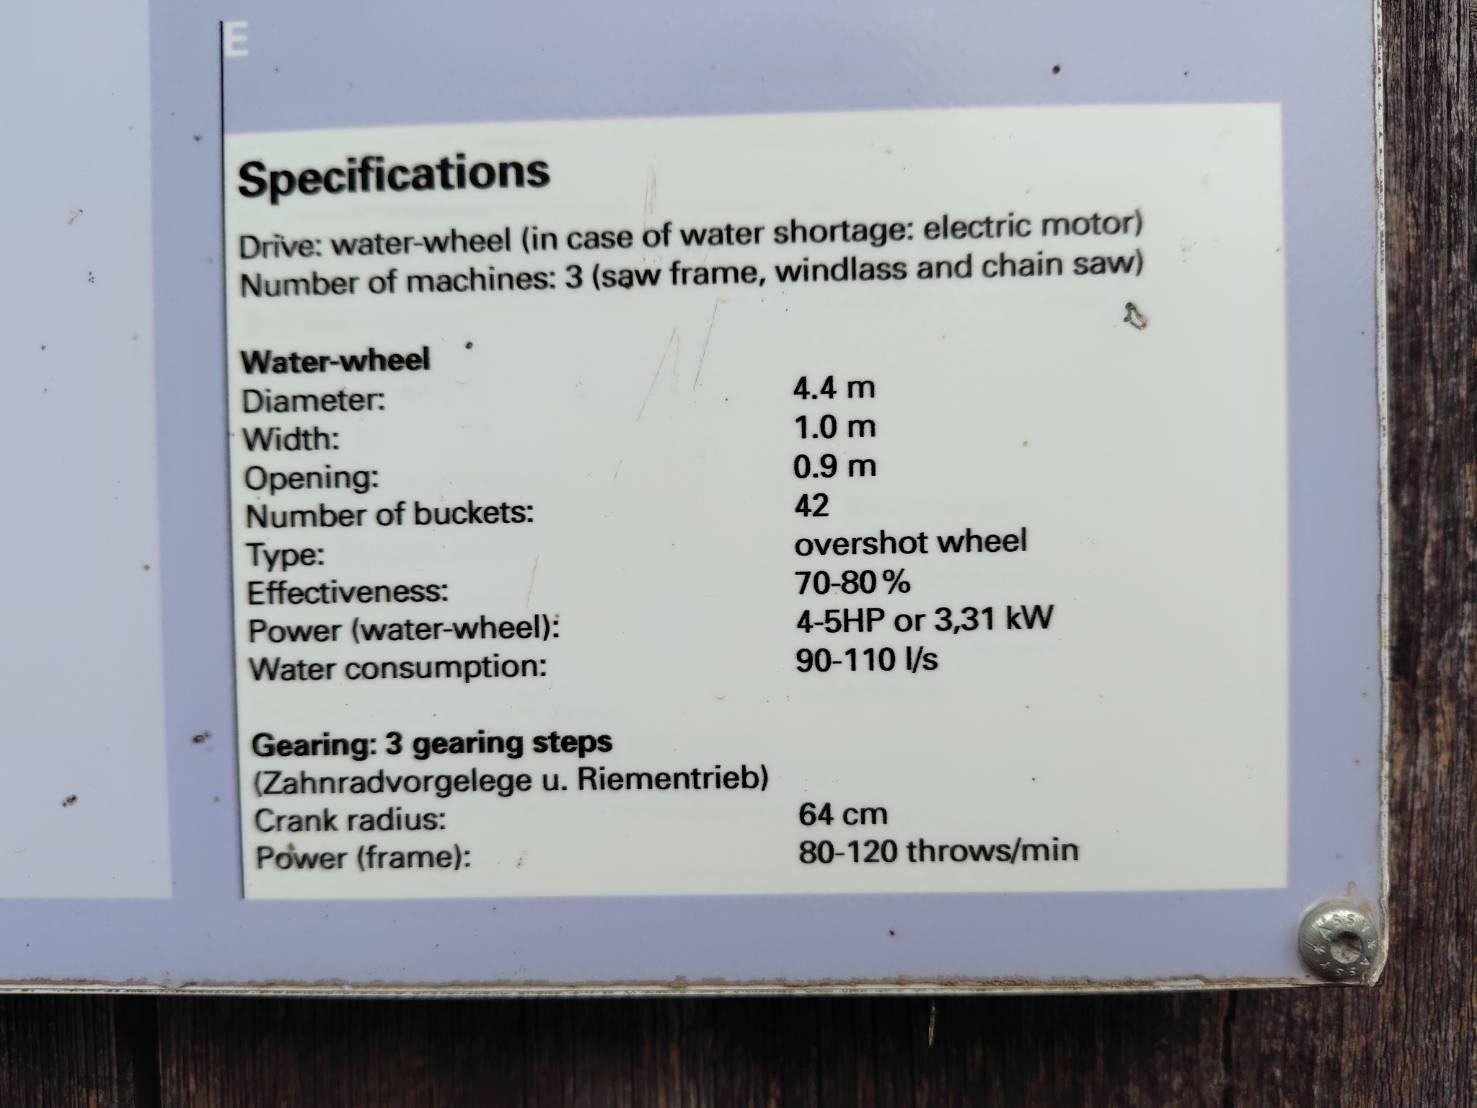 E
Specifications
Drive: water-wheel (in case of water shortage: electric motor)
Number of machines: 3 (saw frame, windlass and chain saw)
Water-wheel
Diameter: 4.4 m
Width: 1.0 m
Opening: 0.9 m
Number of buckets: 42
Type: overshot wheel
Effectiveness: 70-80 %
Power (water-wheel): 4-5HP or 3,31 kW
Water consumption: 90-110 l/s
Gearing: 3 gearing steps
(Zahnradvorgelege u. Riementrieb)
Crank radius: 64 cm
Power (frame): 80-120 throws/min